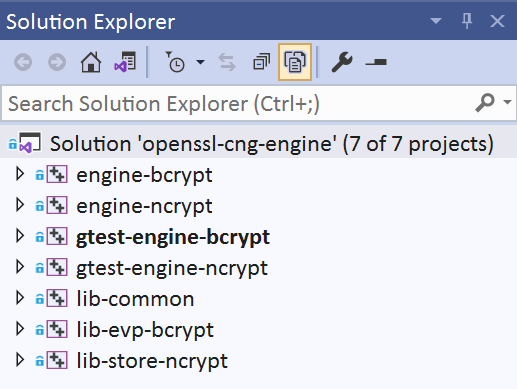 Solution Explorer
Search Solution Explorer (Ctrl+;)
Solution 'openssl-cng-engine' (7 of 7 projects)
engine-bcrypt
engine-ncrypt
gtest-engine-bcrypt
gtest-engine-ncrypt
lib-common
lib-evp-bcrypt
lib-store-ncrypt